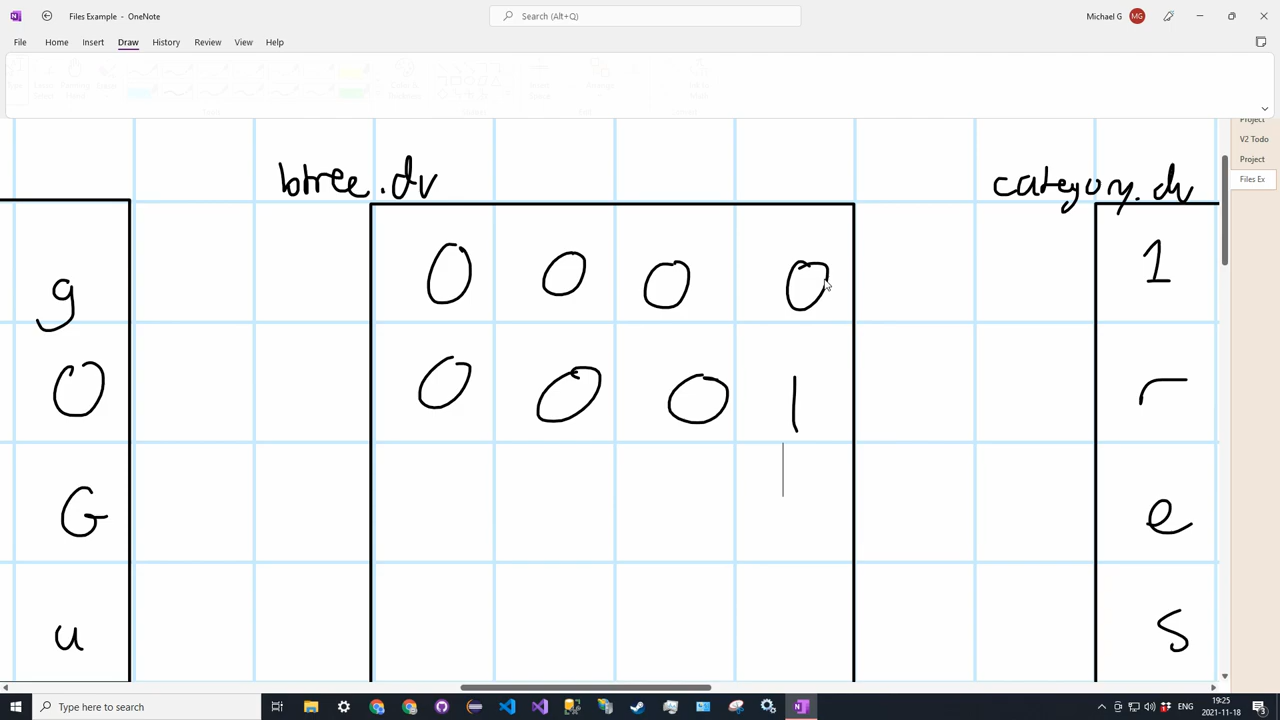 Files Example - OneNote
Search (Alt+Q)
Michael G
MG
File Home Insert Draw History Review View Help
Project
V2 Todo
Project
Files Ex
btree.dv
category.dv
g
0 0 0 0
1
O
0 0 0 1
r
G
e
u
s
Type here to search
ENG
19:25
2021-11-18
3